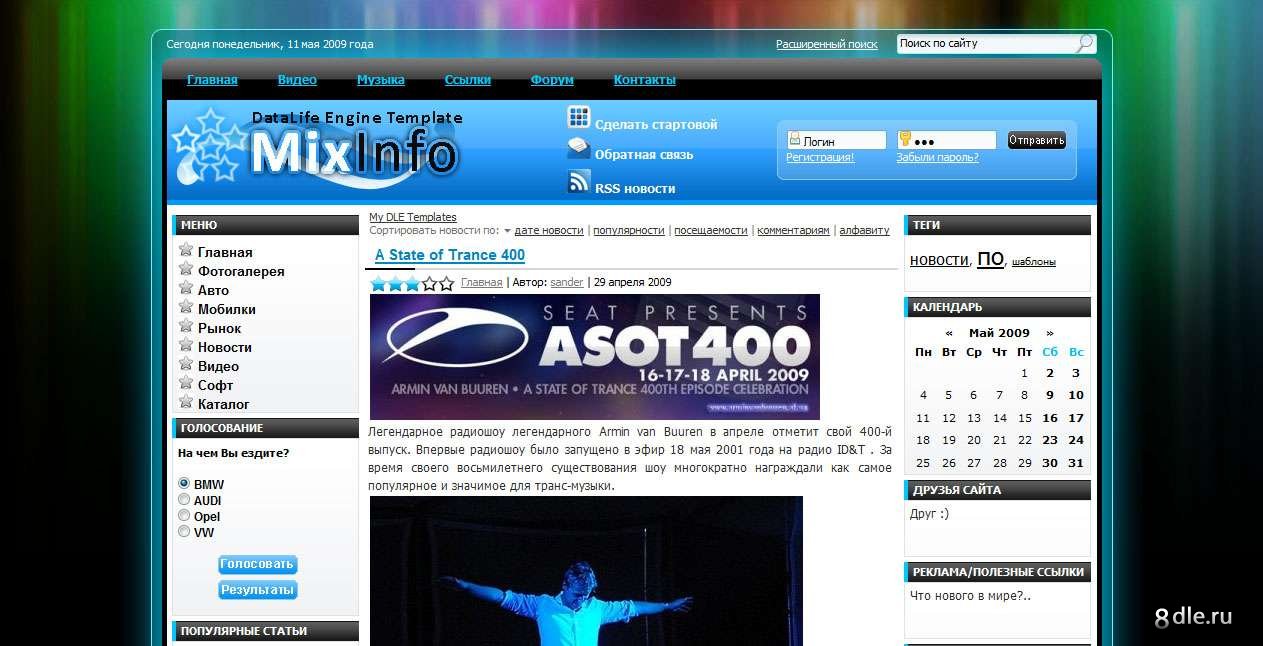 Сегодня понедельник, 11 мая 2009 года
Расширенный поиск
Поиск по сайту
Главная Видео Музыка Ссылки Форум Контакты
DataLife Engine Template
MixInfo
Сделать стартовой
Обратная связь
RSS новости
Логин
Отправить
Регистрация!
Забыли пароль?
МЕНЮ
Главная
Фотогалерея
Авто
Мобилки
Рынок
Новости
Видео
Софт
Каталог
ГОЛОСОВАНИЕ
На чем Вы ездите?
BMW
AUDI
Opel
VW
Голосовать
Результаты
ПОПУЛЯРНЫЕ СТАТЬИ
My DLE Templates
Сортировать новости по: дате новости | популярности | посещаемости | комментариям | алфавиту
A State of Trance 400
Главная | Автор: sander | 29 апреля 2009
SEAT PRESENTS
ASOT400
16-17-18 APRIL 2009
ARMIN VAN BUUREN • A STATE OF TRANCE 400TH EPISODE CELEBRATION
Легендарное радиошоу легендарного Armin van Buuren в апреле отметит свой 400-й
выпуск. Впервые радиошоу было запущено в эфир 18 мая 2001 года на радио ID&T . За
время своего восьмилетнего существования шоу многократно награждали как самое
популярное и значимое для транс-музыки.
ТЕГИ
новости, ПО, шаблоны
КАЛЕНДАРЬ
« Май 2009 »
Пн Вт Ср Чт Пт Сб Вс
1 2 3
4 5 6 7 8 9 10
11 12 13 14 15 16 17
18 19 20 21 22 23 24
25 26 27 28 29 30 31
ДРУЗЬЯ САЙТА
Друг :)
РЕКЛАМА/ПОЛЕЗНЫЕ ССЫЛКИ
Что нового в мире?..
8dle.ru